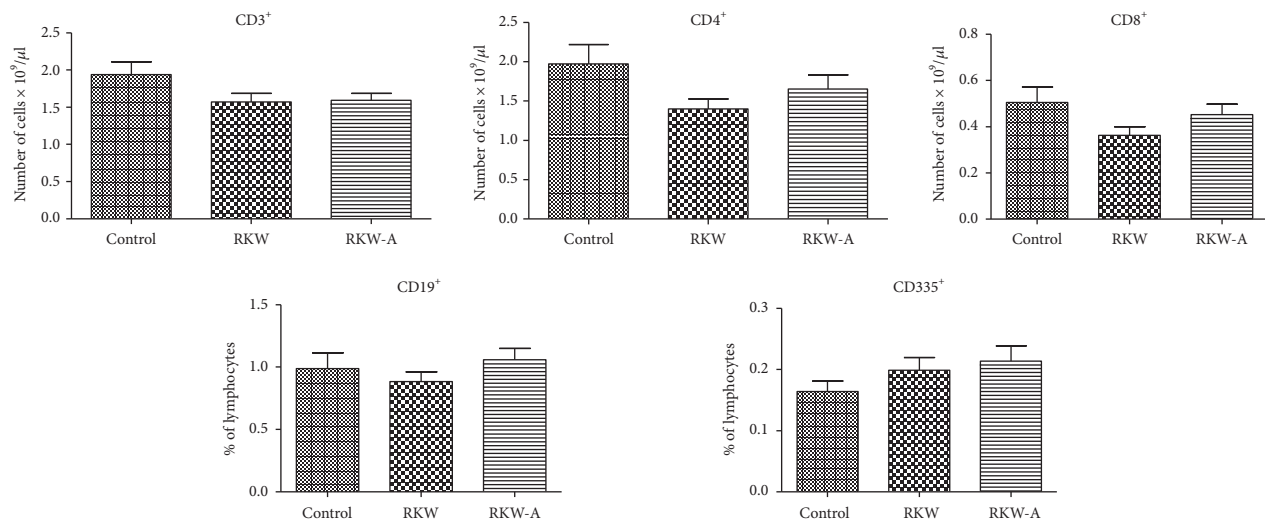 CD3⁺
Number of cells × 10⁹/μl
2.5
2.0
1.5
1.0
0.5
0.0
Control RKW RKW-A
CD4⁺
Number of cells × 10⁹/μl
2.5
2.0
1.5
1.0
0.5
0.0
Control RKW RKW-A
CD8⁺
Number of cells × 10⁹/μl
0.8
0.6
0.4
0.2
0.0
Control RKW RKW-A
CD19⁺
% of lymphocytes
1.5
1.0
0.5
0.0
Control RKW RKW-A
CD335⁺
% of lymphocytes
0.3
0.2
0.1
0.0
Control RKW RKW-A